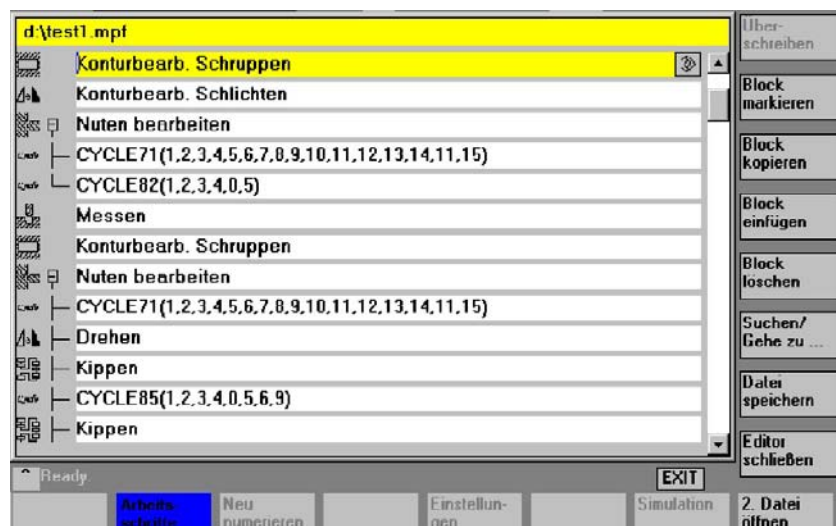 d:\test1.mpf
Konturbearb. Schruppen
Konturbearb. Schlichten
Nuten bearbeiten
CYCLE71(1,2,3,4,5,6,7,8,9,10,11,12,13,14,11,15)
CYCLE82(1,2,3,4,0,5)
Messen
Konturbearb. Schruppen
Nuten bearbeiten
CYCLE71(1,2,3,4,5,6,7,8,9,10,11,12,13,14,11,15)
Drehen
Kippen
CYCLE85(1,2,3,4,0,5,6,9)
Kippen
Über-
schreiben
Block
markieren
Block
kopieren
Block
einfügen
Block
löschen
Suchen/
Gehe zu ...
Datei
speichern
Editor
schließen
^ Ready
EXIT
Arbeits-
schritte
Neu
numerieren
Einstellun-
gen
Simulation
2. Datei
öffnen